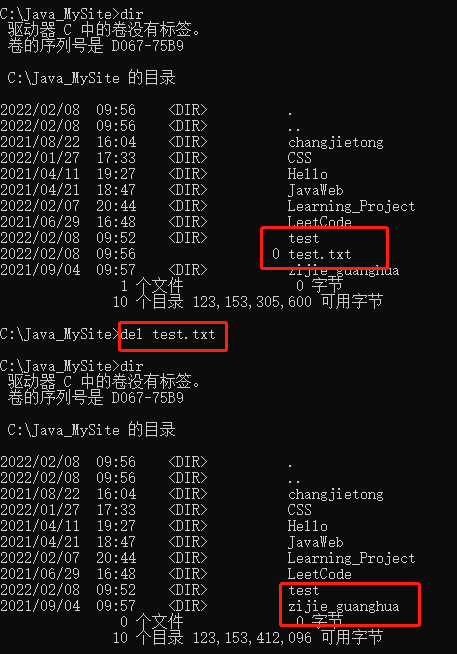 C:\Java_MySite>dir
驱动器 C 中的卷没有标签。
卷的序列号是 D067-75B9
C:\Java_MySite 的目录
2022/02/08  09:56    <DIR>          .
2022/02/08  09:56    <DIR>          ..
2021/08/22  16:04    <DIR>          changjietong
2022/01/27  17:33    <DIR>          CSS
2021/04/11  19:27    <DIR>          Hello
2021/04/21  18:47    <DIR>          JavaWeb
2022/02/07  20:44    <DIR>          Learning_Project
2021/06/29  16:48    <DIR>          LeetCode
2022/02/08  09:52    <DIR>          test
2022/02/08  09:56                 0 test.txt
2021/09/04  09:57    <DIR>          zijie_guanghua
1 个文件              0 字节
10 个目录 123,153,305,600 可用字节
C:\Java_MySite>del test.txt
C:\Java_MySite>dir
驱动器 C 中的卷没有标签。
卷的序列号是 D067-75B9
C:\Java_MySite 的目录
2022/02/08  09:56    <DIR>          .
2022/02/08  09:56    <DIR>          ..
2021/08/22  16:04    <DIR>          changjietong
2022/01/27  17:33    <DIR>          CSS
2021/04/11  19:27    <DIR>          Hello
2021/04/21  18:47    <DIR>          JavaWeb
2022/02/07  20:44    <DIR>          Learning_Project
2021/06/29  16:48    <DIR>          LeetCode
2022/02/08  09:52    <DIR>          test
2021/09/04  09:57    <DIR>          zijie_guanghua
0 个文件              0 字节
10 个目录 123,153,412,096 可用字节